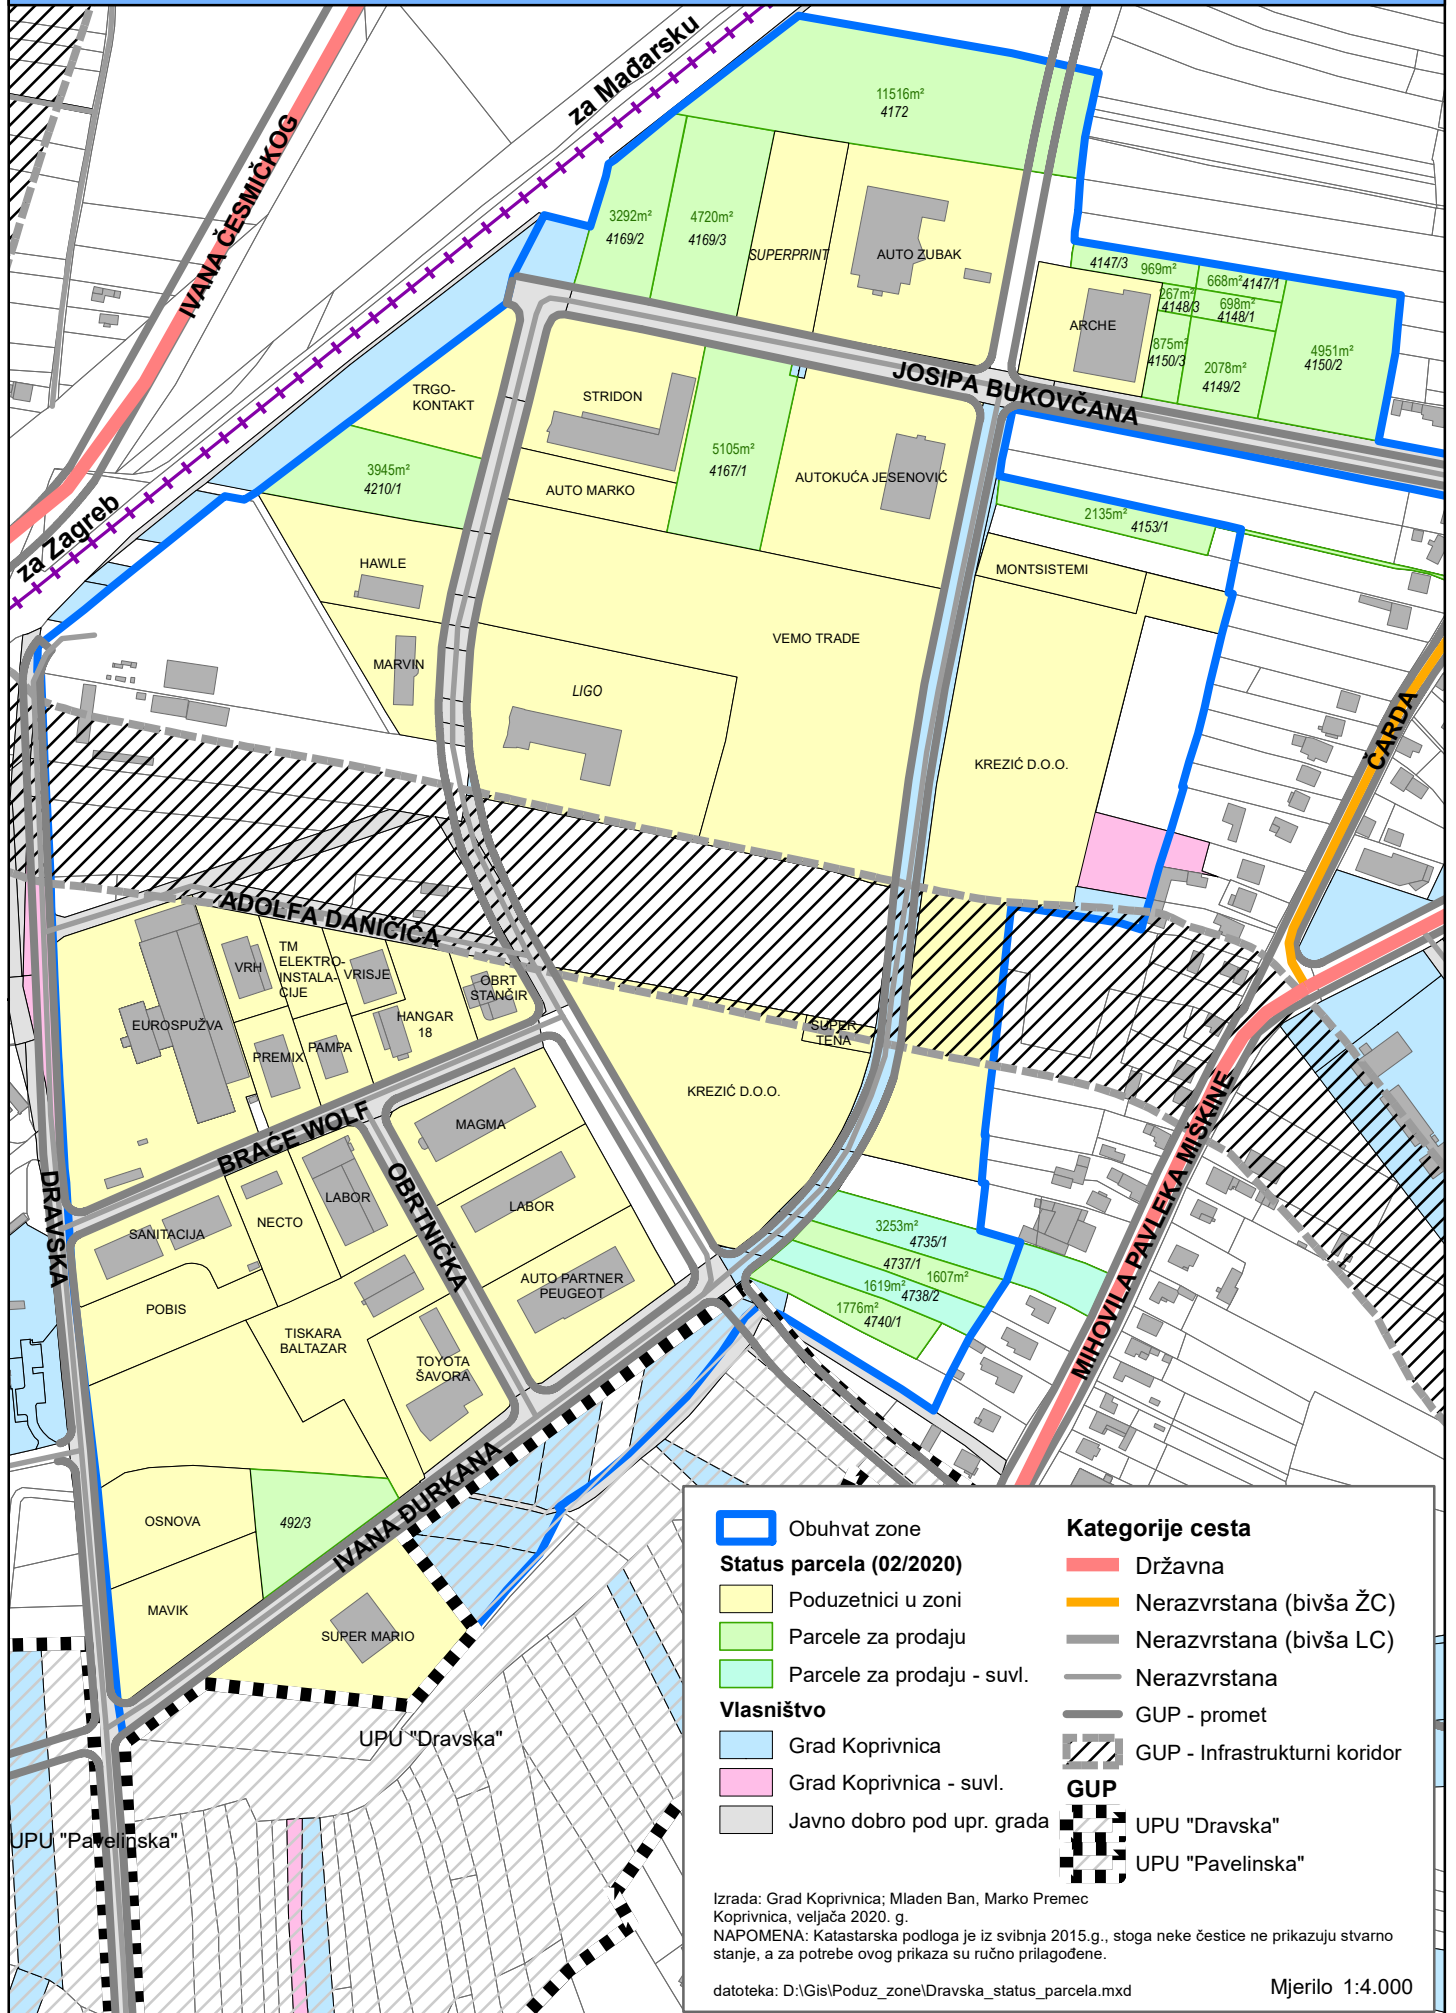 za Mađarsku
IVANA ČESMIČKOG
za Zagreb
11516m²
4172
3292m²
4169/2
4720m²
4169/3
SUPERPRINT
AUTO ZUBAK
4147/3
969m²
668m²
4147/1
267m²
4148/3
698m²
4148/1
ARCHE
875m²
4150/3
2078m²
4149/2
4951m²
4150/2
JOSIPA BUKOVČANA
TRGO-
KONTAKT
STRIDON
5105m²
4167/1
3945m²
4210/1
AUTO MARKO
AUTOKUĆA JESENOVIĆ
2135m²
4153/1
HAWLE
MONTSISTEMI
VEMO TRADE
MARVIN
LIGO
KREZIĆ D.O.O.
ČARDA
ADOLFA DANIČIĆA
VRH
TM
ELEKTRO-
INSTALA-
CIJE
VRISJE
OBRT
STANČIR
HANGAR
18
EUROSPUŽVA
PREMIX
PAMPA
SUPER
TENA
KREZIĆ D.O.O.
MAGMA
BRAĆE WOLF
OBRTNIČKA
DRAVSKA
LABOR
LABOR
NECTO
SANITACIJA
MIHOVILA PAVLEKA MIŠKINE
3253m²
4735/1
4737/1
1607m²
1619m²
4738/2
1776m²
4740/1
AUTO PARTNER
PEUGEOT
POBIS
TISKARA
BALTAZAR
TOYOTA
ŠAVORA
IVANA ĐURKANA
OSNOVA
492/3
MAVIK
SUPER MARIO
UPU "Dravska"
UPU "Pavelinska"
Obuhvat zone
Status parcela (02/2020)
Poduzetnici u zoni
Parcele za prodaju
Parcele za prodaju - suvl.
Vlasništvo
Grad Koprivnica
Grad Koprivnica - suvl.
Javno dobro pod upr. grada
Kategorije cesta
Državna
Nerazvrstana (bivša ŽC)
Nerazvrstana (bivša LC)
Nerazvrstana
GUP - promet
GUP - Infrastrukturni koridor
GUP
UPU "Dravska"
UPU "Pavelinska"
Izrada: Grad Koprivnica; Mladen Ban, Marko Premec
Koprivnica, veljača 2020. g.
NAPOMENA: Katastarska podloga je iz svibnja 2015.g., stoga neke čestice ne prikazuju stvarno
stanje, a za potrebe ovog prikaza su ručno prilagođene.
datoteka: D:\Gis\Poduz_zone\Dravska_status_parcela.mxd
Mjerilo 1:4.000